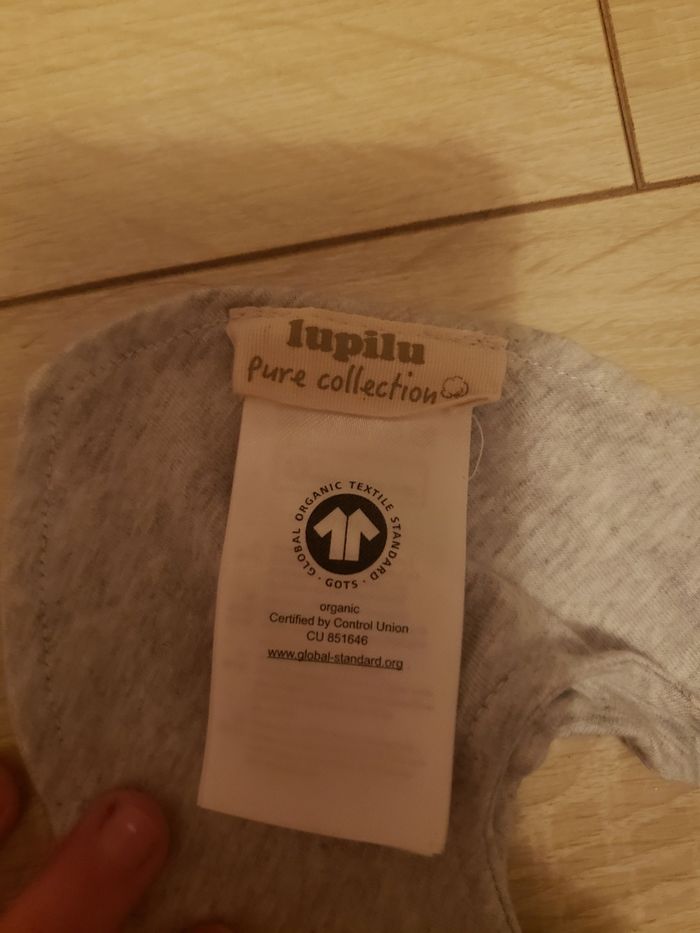 lupilu
pure collection
GLOBAL ORGANIC TEXTILE STANDARD · GOTS ·
organic
Certified by Control Union
CU 851646
www.global-standard.org